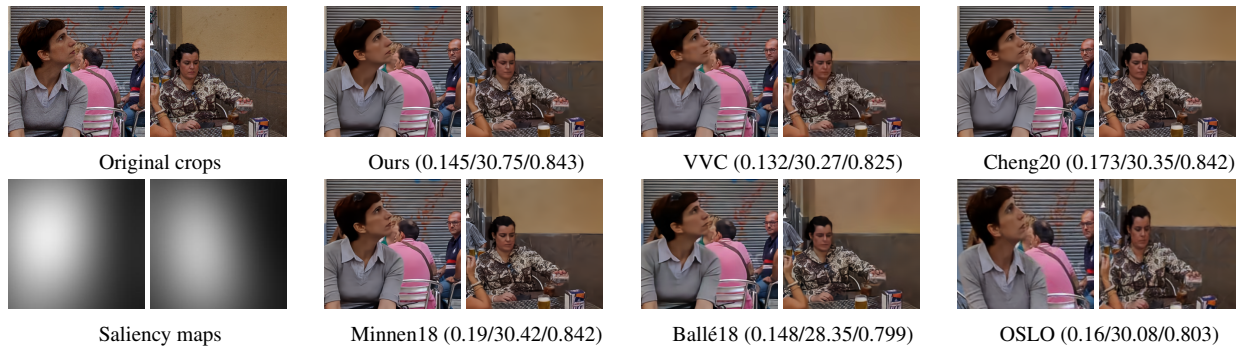 Original crops
Ours (0.145/30.75/0.843)
VVC (0.132/30.27/0.825)
Cheng20 (0.173/30.35/0.842)
Saliency maps
Minnen18 (0.19/30.42/0.842)
Ballé18 (0.148/28.35/0.799)
OSLO (0.16/30.08/0.803)